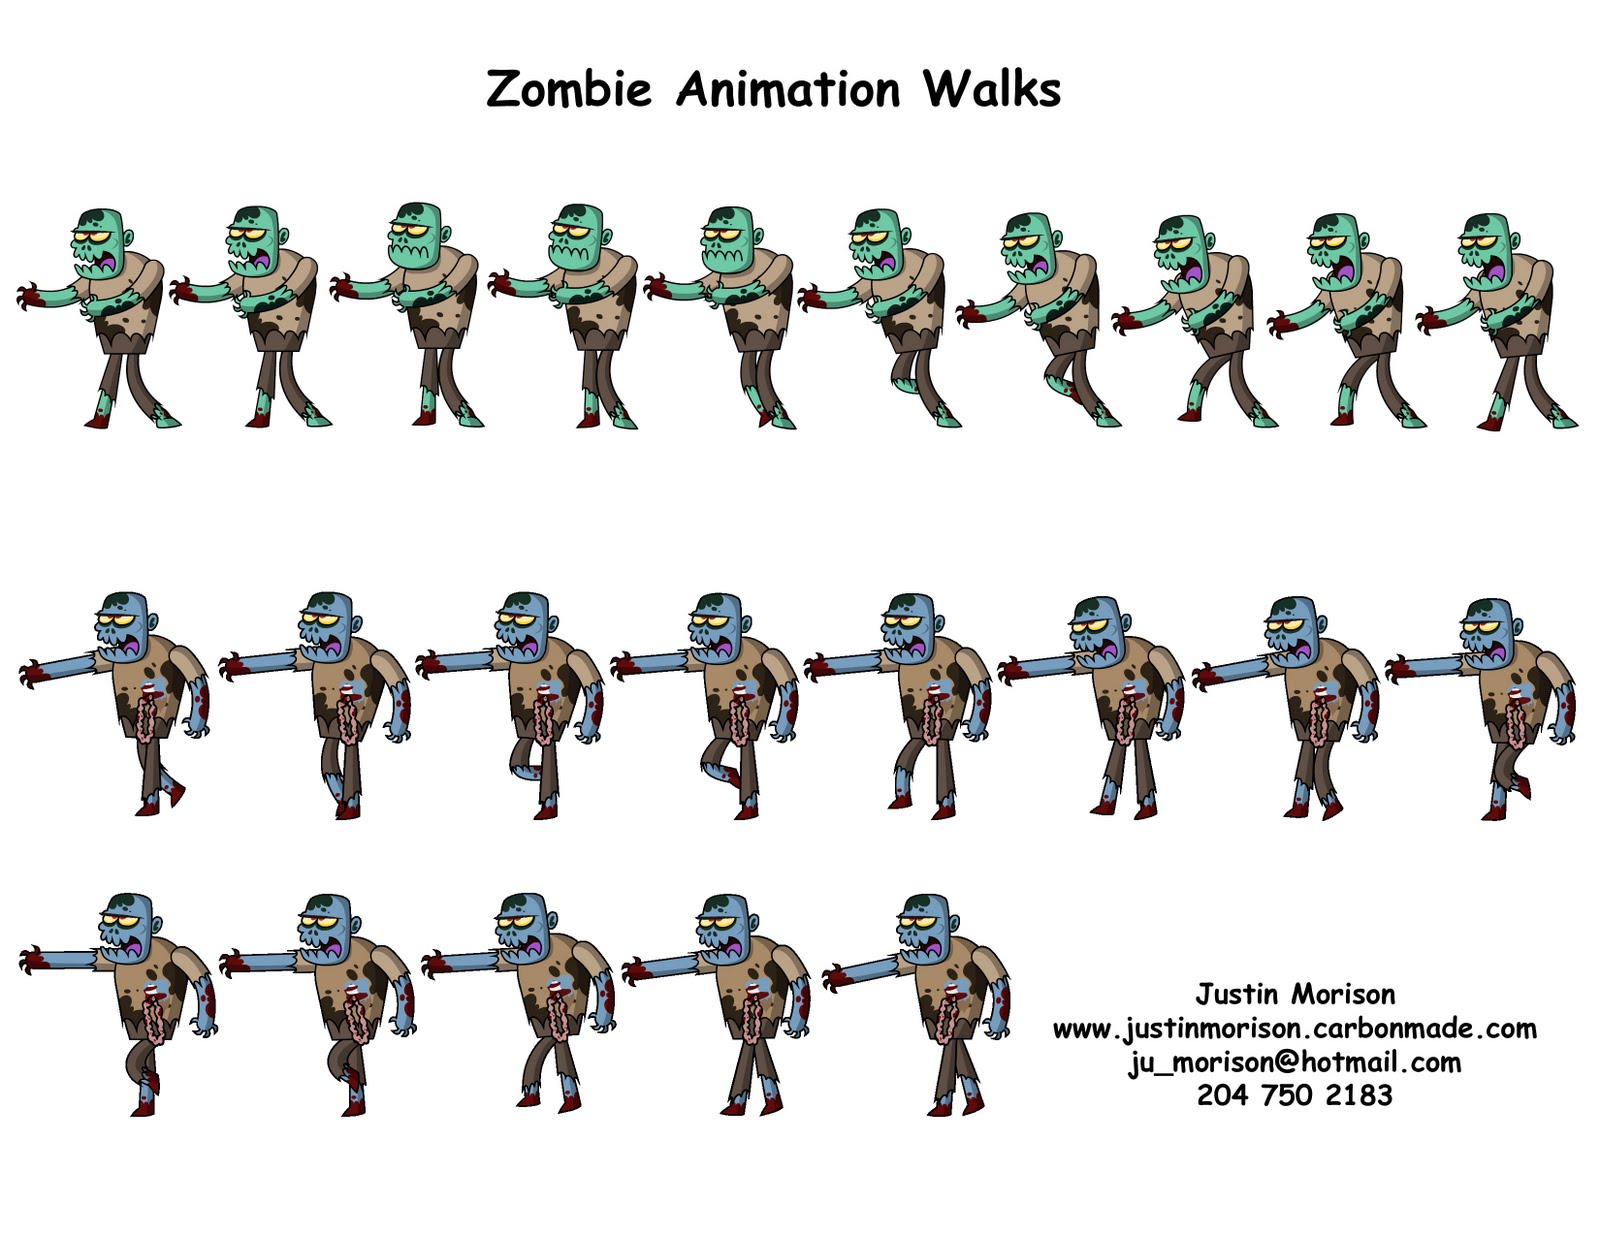 Zombie Animation Walks
Justin Morison
www.justinmorison.carbonmade.com
ju_morison@hotmail.com
204 750 2183